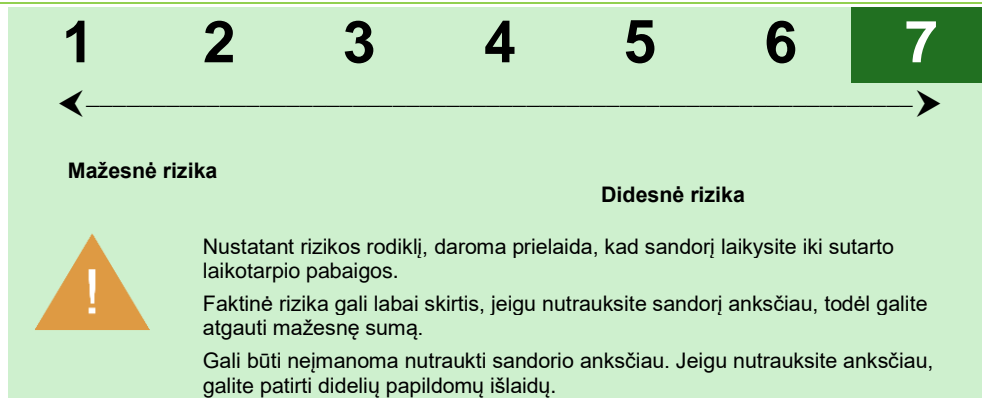 1 2 3 4 5 6 7
Mažesnė rizika
Didesnė rizika
!
Nustatant rizikos rodiklį, daroma prielaida, kad sandorį laikysite iki sutarto
laikotarpio pabaigos.
Faktinė rizika gali labai skirtis, jeigu nutrauksite sandorį anksčiau, todėl galite
atgauti mažesnę sumą.
Gali būti neįmanoma nutraukti sandorio anksčiau. Jeigu nutrauksite anksčiau,
galite patirti didelių papildomų išlaidų.